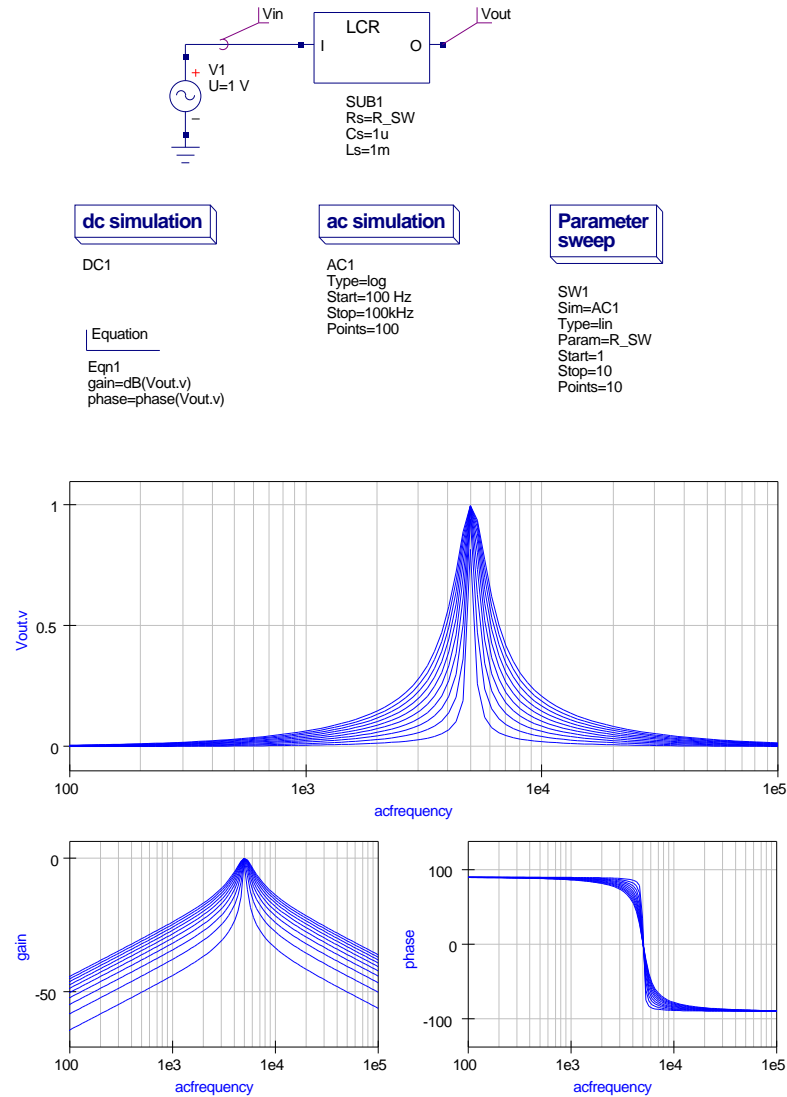 Vin
Vout
LCR
I
O
+
V1
U=1 V
−
SUB1
Rs=R_SW
Cs=1u
Ls=1m
dc simulation
DC1
ac simulation
AC1
Type=log
Start=100 Hz
Stop=100kHz
Points=100
Parameter
sweep
SW1
Sim=AC1
Type=lin
Param=R_SW
Start=1
Stop=10
Points=10
Equation
Eqn1
gain=dB(Vout.v)
phase=phase(Vout.v)
1
0.5
0
Vout.v
100
1e3
1e4
1e5
acfrequency
0
-50
gain
100
1e3
1e4
1e5
acfrequency
100
0
-100
phase
100
1e3
1e4
1e5
acfrequency